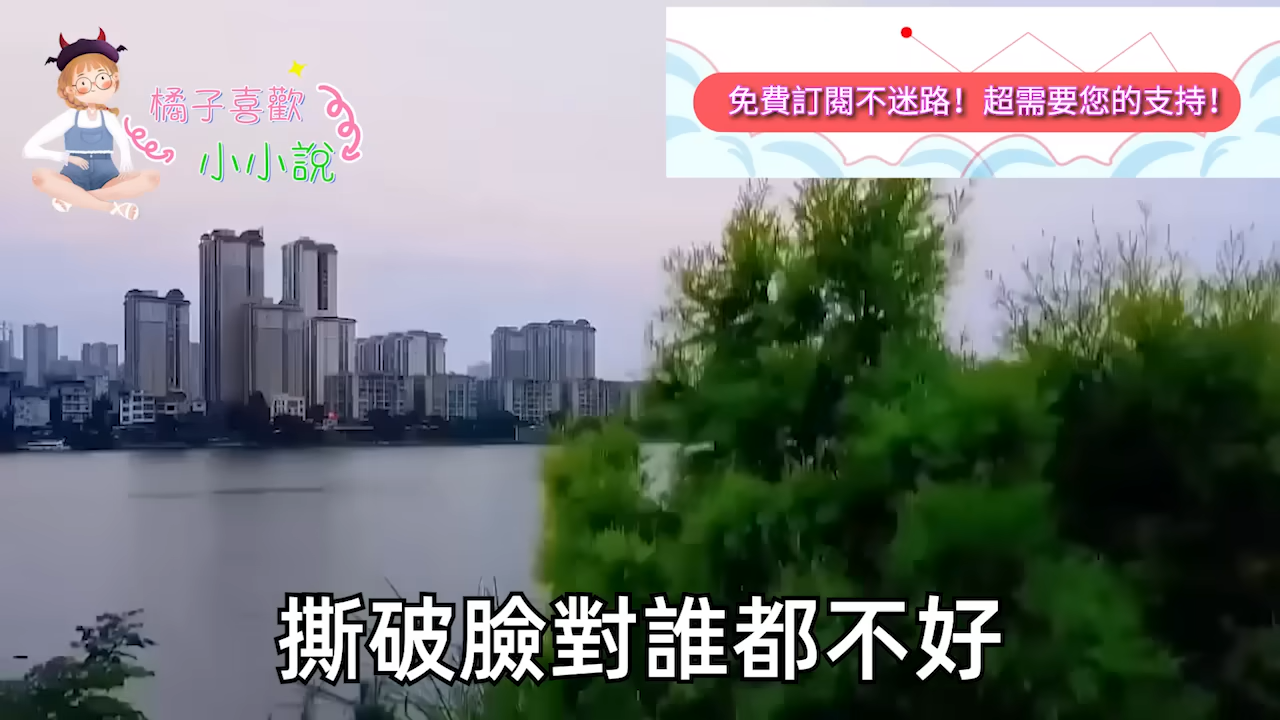 橘子喜歡
小小說
免費訂閱不迷路！超需要您的支持！
撕破臉對誰都不好